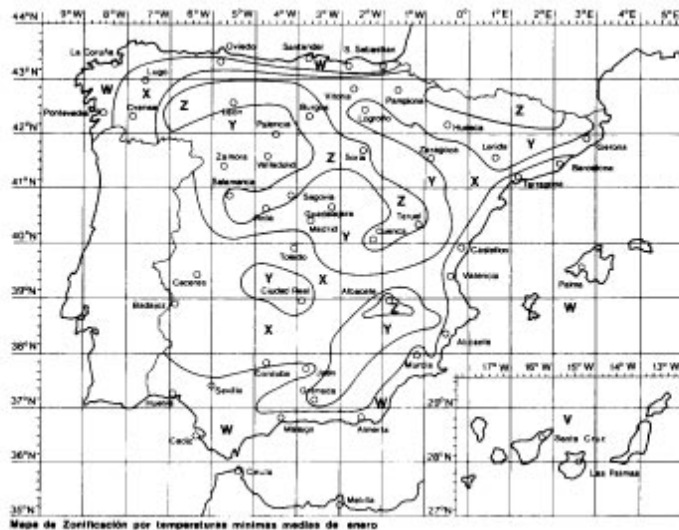 8°W 7°W 6°W 5°W 4°W 3°W 2°W 1°W 0° 1°E 2°E 3°E 4°E
44°N
Oviedo Santander S. Sebastian
La Coruña
43°N W
Lugo
W X Vitoria Pamplona
Pontevedra Orense Z León Burgos Logroño Z
42°N Y Palencia Huesca
Y Gerona
Zamora Valladolid Z Soria Zaragoza Lerida
41°N Salamanca Y X Tarragona Barcelona
Avila Segovia Z
Guadalajara Teruel
Madrid Cuenca
40°N Y
Toledo Castellon
Caceres Y X Valencia Palma
39°N Ciudad Real Albacete W
Badajoz Z
X Y
38°N Alicante
Cordoba Jaen Murcia
17°W 16°W 15°W 14°W 13°W
Sevilla Granada
37°N Huelva W 29°N V
W Malaga Almeria Santa Cruz
Cadiz
36°N 28°N
Ceuta Las Palmas
Melilla
35°N 27°N
Mapa de Zonificación por temperaturas minimas medias de enero